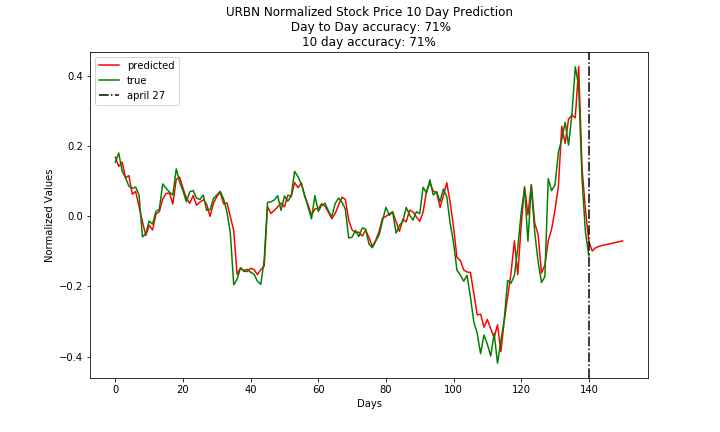 URBN Normalized Stock Price 10 Day Prediction
Day to Day accuracy: 71%
10 day accuracy: 71%
predicted
true
april 27
Normalized Values
0.4
0.2
0.0
−0.2
−0.4
0 20 40 60 80 100 120 140
Days